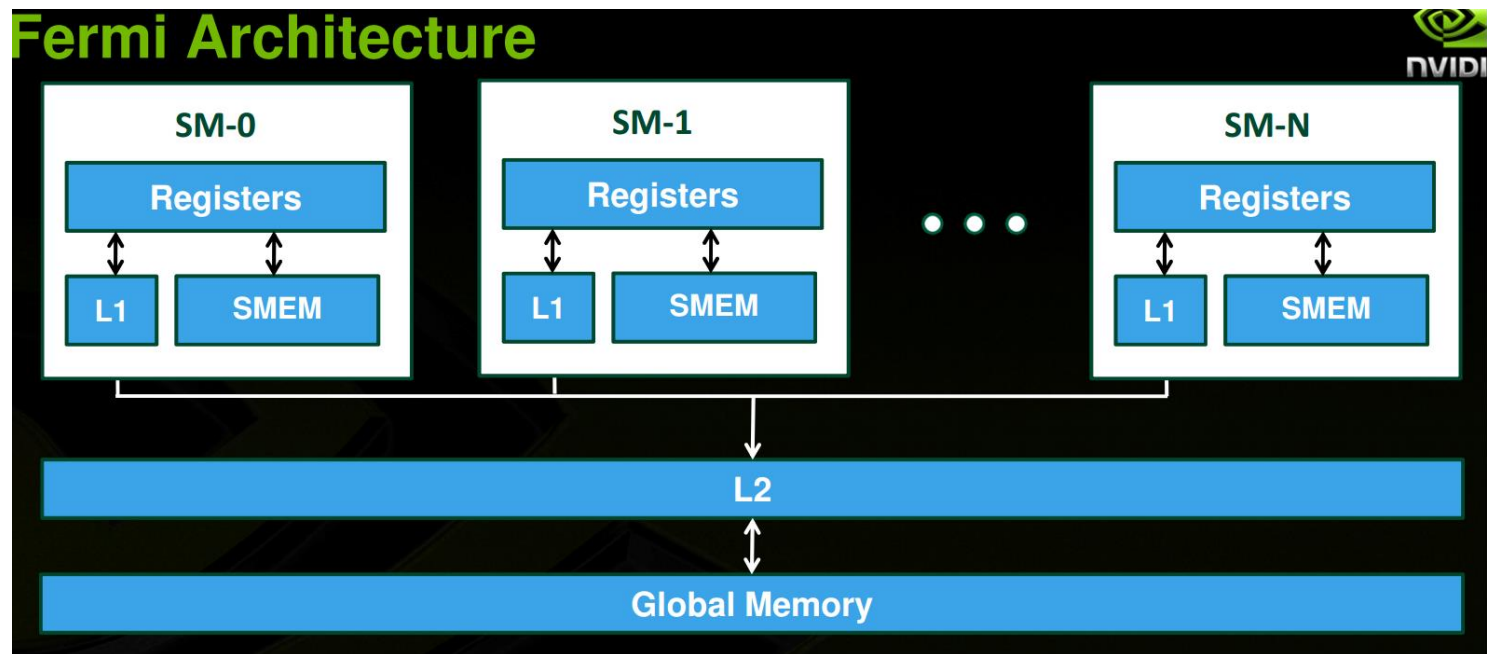 Fermi Architecture
NVIDI
SM-0
SM-1
SM-N
Registers
Registers
Registers
L1
SMEM
L1
SMEM
L1
SMEM
L2
Global Memory